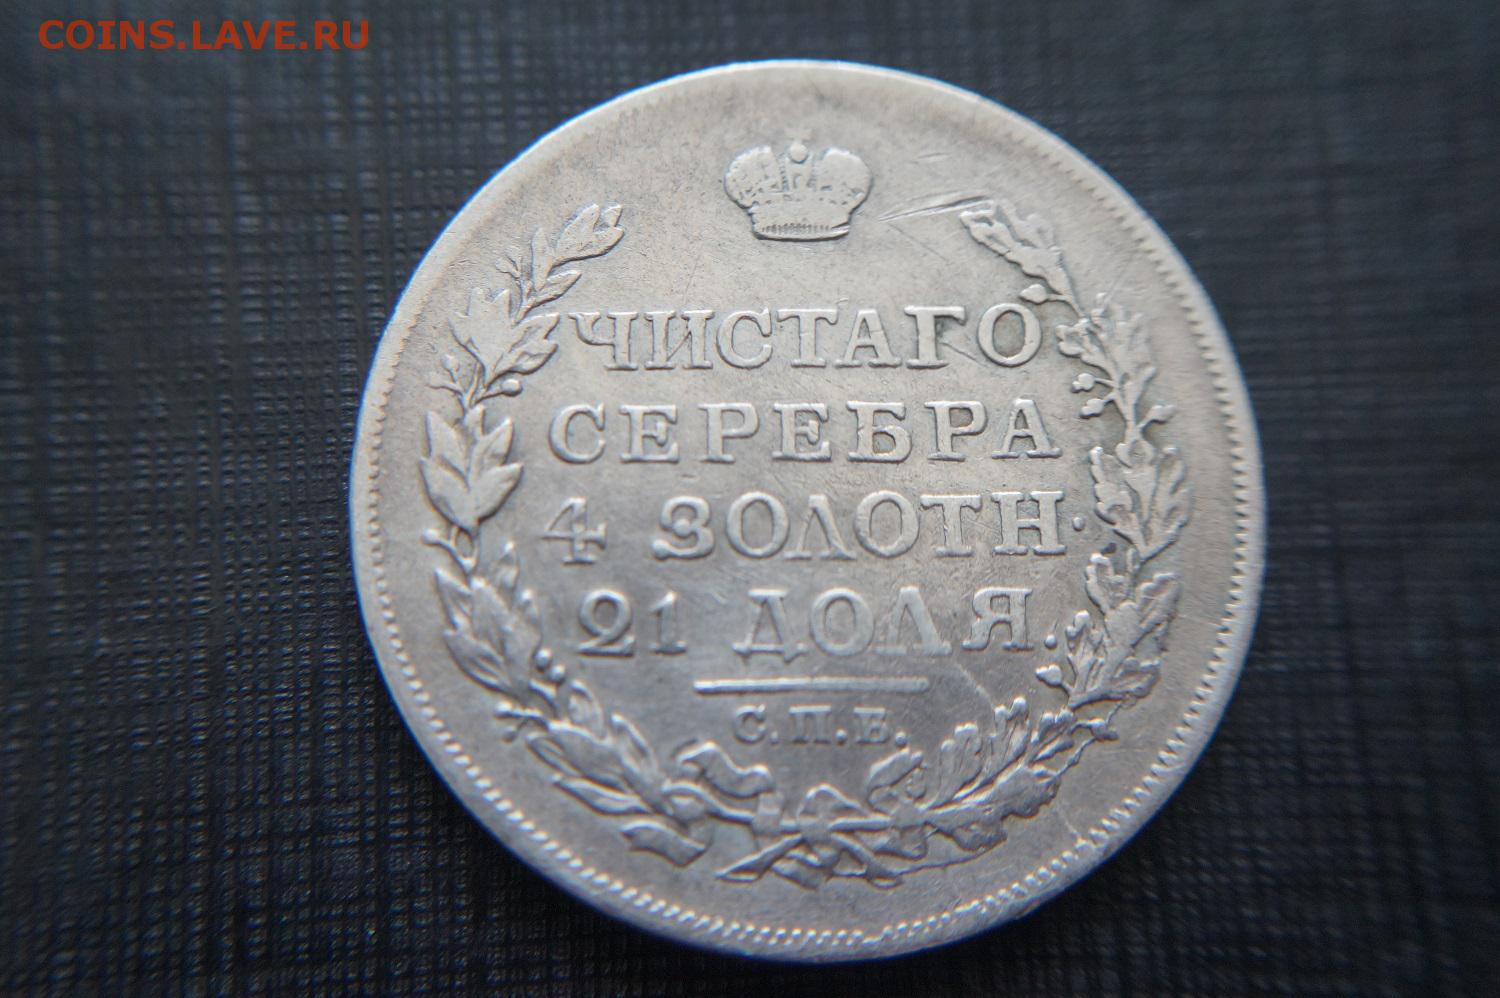 COINS.LAVE.RU
ЧИСТАГО
СЕРЕБРА
4 ЗОЛОТН.
21 ДОЛЯ.
С.П.Б.